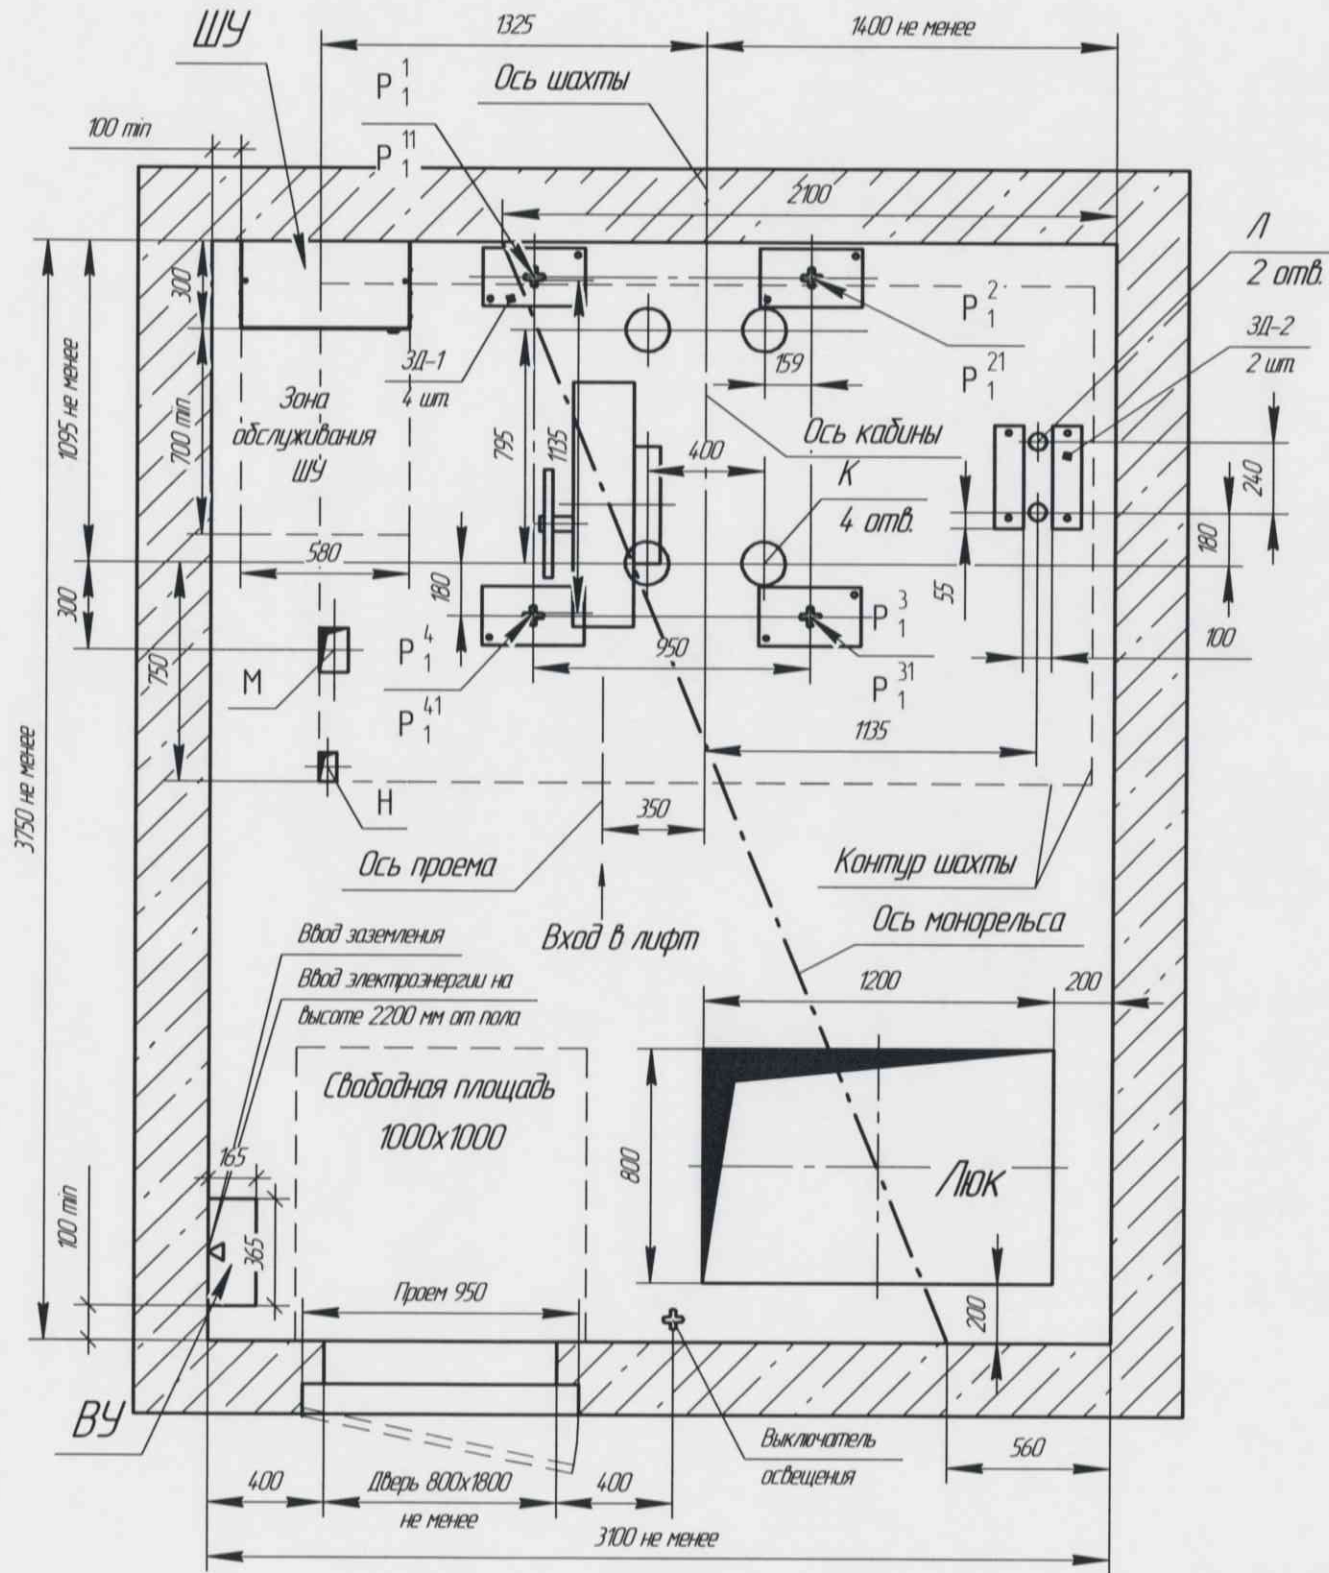 ШУ
1325
1400 не менее
Ось шахты
P 1 1
P 11 1
100 min
2100
Л
2 отв.
300
P 2 1
P 21 1
ЗД-2
2 шт.
ЗД-1
4 шт.
159
1095 не менее
700 min
Зона
обслуживания
ШУ
795
1135
400
Ось кабины
К
4 отв.
240
180
55
100
580
180
300
750
950
P 3 1
P 31 1
P 4 1
P 41 1
М
1135
Н
350
3750 не менее
Ось проема
Контур шахты
Вход в лифт
Ось монорельса
Ввод заземления
Ввод электроэнергии на
высоте 2200 мм от пола
1200
200
Свободная площадь
1000х1000
165
800
Люк
100 min
365
Проем 950
200
ВУ
Выключатель
освещения
560
400
Дверь 800х1800
не менее
400
3100 не менее